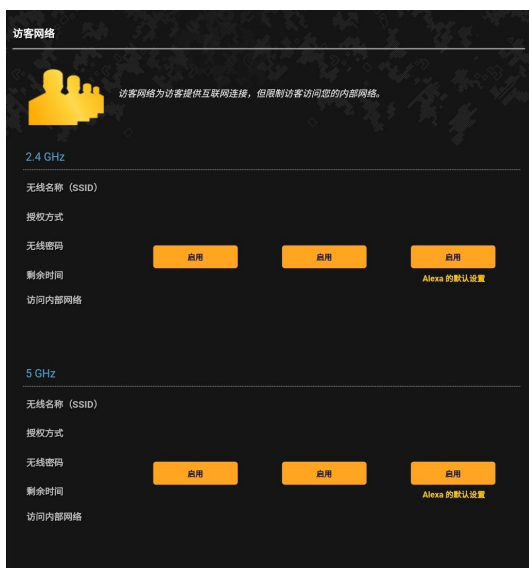 访客网络
访客网络为访客提供互联网连接，但限制访客访问您的内部网络。
2.4 GHz
无线名称（SSID）
授权方式
无线密码
启用 启用 启用
剩余时间
Alexa 的默认设置
访问内部网络
5 GHz
无线名称（SSID）
授权方式
无线密码
启用 启用 启用
剩余时间
Alexa 的默认设置
访问内部网络